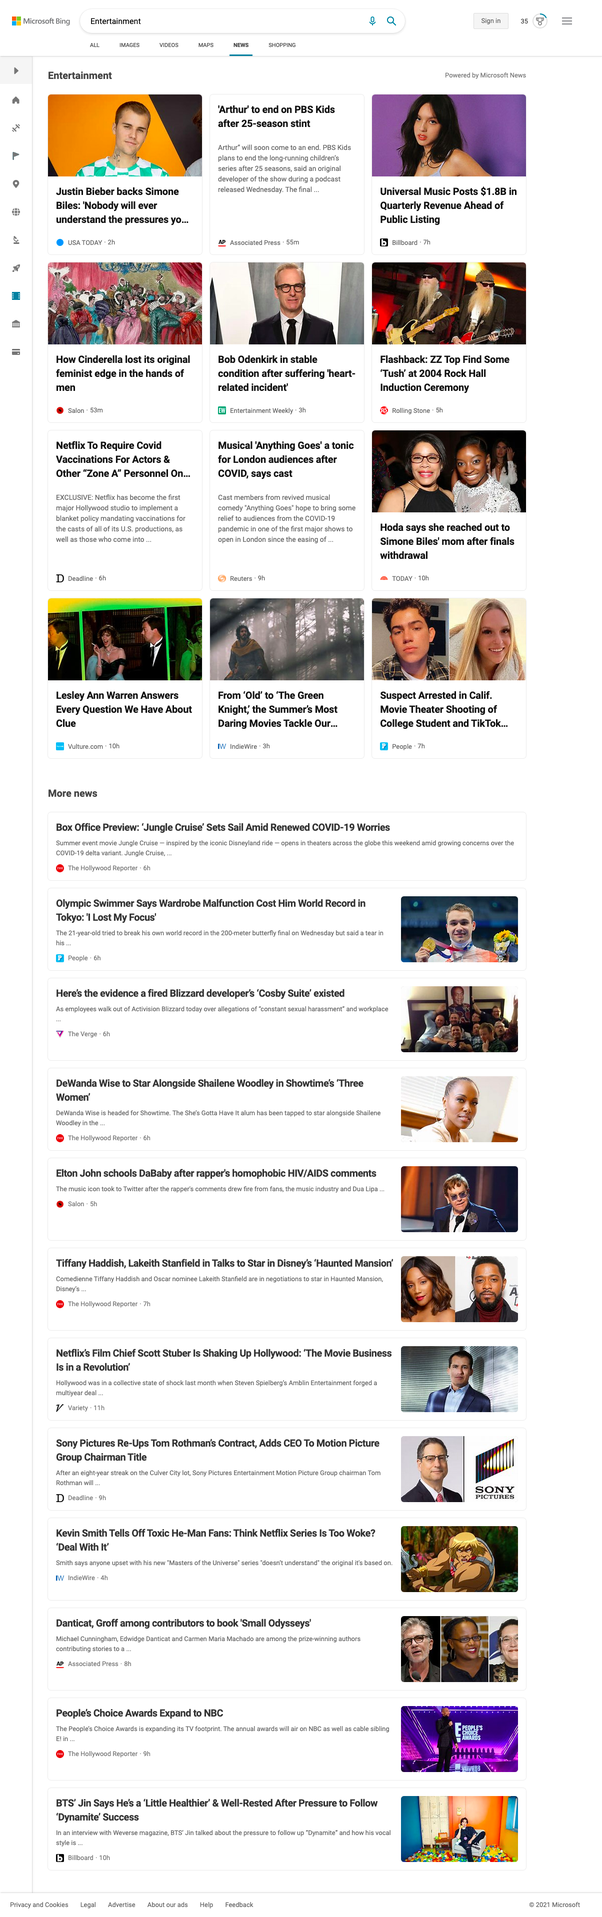 Microsoft Bing
Entertainment
Sign in
35
ALL
IMAGES
VIDEOS
MAPS
NEWS
SHOPPING
Entertainment
Powered by Microsoft News
Justin Bieber backs Simone
Biles: 'Nobody will ever
understand the pressures yo...
USA TODAY · 2h
'Arthur' to end on PBS Kids
after 25-season stint
Arthur" will soon come to an end. PBS Kids
plans to end the long-running children's
series after 25 seasons, said an original
developer of the show during a podcast
released Wednesday. The final ...
AP Associated Press · 55m
Universal Music Posts $1.8B in
Quarterly Revenue Ahead of
Public Listing
Billboard · 7h
How Cinderella lost its original
feminist edge in the hands of
men
Salon · 53m
Bob Odenkirk in stable
condition after suffering 'heart-
related incident'
Entertainment Weekly · 3h
Flashback: ZZ Top Find Some
'Tush' at 2004 Rock Hall
Induction Ceremony
Rolling Stone · 5h
Netflix To Require Covid
Vaccinations For Actors &
Other "Zone A" Personnel On...
EXCLUSIVE: Netflix has become the first
major Hollywood studio to implement a
blanket policy mandating vaccinations for
the casts of all of its U.S. productions, as
well as those who come into ...
Deadline · 6h
Musical 'Anything Goes' a tonic
for London audiences after
COVID, says cast
Cast members from revived musical
comedy "Anything Goes" hope to bring some
relief to audiences from the COVID-19
pandemic in one of the first major shows to
open in London since the easing of ...
Reuters · 9h
Hoda says she reached out to
Simone Biles' mom after finals
withdrawal
TODAY · 10h
Lesley Ann Warren Answers
Every Question We Have About
Clue
Vulture.com · 10h
From 'Old' to 'The Green
Knight,' the Summer's Most
Daring Movies Tackle Our...
IndieWire · 3h
Suspect Arrested in Calif.
Movie Theater Shooting of
College Student and TikTok...
People · 7h
More news
Box Office Preview: 'Jungle Cruise' Sets Sail Amid Renewed COVID-19 Worries
Summer event movie Jungle Cruise — inspired by the iconic Disneyland ride — opens in theaters across the globe this weekend amid growing concerns over the
COVID-19 delta variant. Jungle Cruise, ...
The Hollywood Reporter · 6h
Olympic Swimmer Says Wardrobe Malfunction Cost Him World Record in
Tokyo: 'I Lost My Focus'
The 21-year-old tried to break his own world record in the 200-meter butterfly final on Wednesday but said a tear in
his ...
People · 6h
Here's the evidence a fired Blizzard developer's 'Cosby Suite' existed
As employees walk out of Activision Blizzard today over allegations of "constant sexual harassment" and workplace
...
The Verge · 6h
DeWanda Wise to Star Alongside Shailene Woodley in Showtime's 'Three
Women'
DeWanda Wise is headed for Showtime. The She's Gotta Have It alum has been tapped to star alongside Shailene
Woodley in the ...
The Hollywood Reporter · 6h
Elton John schools DaBaby after rapper's homophobic HIV/AIDS comments
The music icon took to Twitter after the rapper's comments drew fire from fans, the music industry and Dua Lipa ...
Salon · 5h
Tiffany Haddish, Lakeith Stanfield in Talks to Star in Disney's 'Haunted Mansion'
Comedienne Tiffany Haddish and Oscar nominee Lakeith Stanfield are in negotiations to star in Haunted Mansion,
Disney's ...
The Hollywood Reporter · 7h
Netflix's Film Chief Scott Stuber Is Shaking Up Hollywood: 'The Movie Business
Is in a Revolution'
Hollywood was in a collective state of shock last month when Steven Spielberg's Amblin Entertainment forged a
multiyear deal ...
Variety · 11h
Sony Pictures Re-Ups Tom Rothman's Contract, Adds CEO To Motion Picture
Group Chairman Title
After an eight-year streak on the Culver City lot, Sony Pictures Entertainment Motion Picture Group chairman Tom
Rothman will ...
Deadline · 9h
SONY
PICTURES
Kevin Smith Tells Off Toxic He-Man Fans: Think Netflix Series Is Too Woke?
'Deal With It'
Smith says anyone upset with his new "Masters of the Universe" series "doesn't understand" the original it's based on.
IndieWire · 4h
Danticat, Groff among contributors to book 'Small Odysseys'
Michael Cunningham, Edwidge Danticat and Carmen Maria Machado are among the prize-winning authors
contributing stories to a ...
AP Associated Press · 8h
People's Choice Awards Expand to NBC
The People's Choice Awards is expanding its TV footprint. The annual awards will air on NBC as well as cable sibling
E! in ...
The Hollywood Reporter · 9h
PEOPLE'S
CHOICE
AWARDS
BTS' Jin Says He's a 'Little Healthier' & Well-Rested After Pressure to Follow
'Dynamite' Success
In an interview with Weverse magazine, BTS' Jin talked about the pressure to follow up "Dynamite" and how his vocal
style is ...
Billboard · 10h
Privacy and Cookies
Legal
Advertise
About our ads
Help
Feedback
© 2021 Microsoft